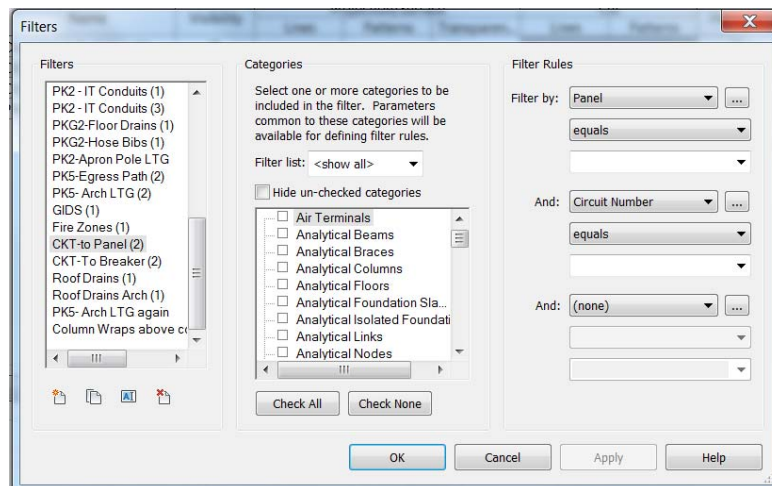 Filters
Filters
PK2 - IT Conduits (1)
PK2 - IT Conduits (3)
PKG2-Floor Drains (1)
PKG2-Hose Bibs (1)
PK2-Apron Pole LTG
PK5-Egress Path (2)
PK5- Arch LTG (2)
GIDS (1)
Fire Zones (1)
CKT-to Panel (2)
CKT-To Breaker (2)
Roof Drains (1)
Roof Drains Arch (1)
PK5- Arch LTG again
Column Wraps above co
Categories
Select one or more categories to be
included in the filter. Parameters
common to these categories will be
available for defining filter rules.
Filter list: <show all>
Hide un-checked categories
Air Terminals
Analytical Beams
Analytical Braces
Analytical Columns
Analytical Floors
Analytical Foundation Sla...
Analytical Isolated Foundati
Analytical Links
Analytical Nodes
Check All Check None
Filter Rules
Filter by: Panel ...
equals
And: Circuit Number ...
equals
And: (none) ...
OK Cancel Apply Help